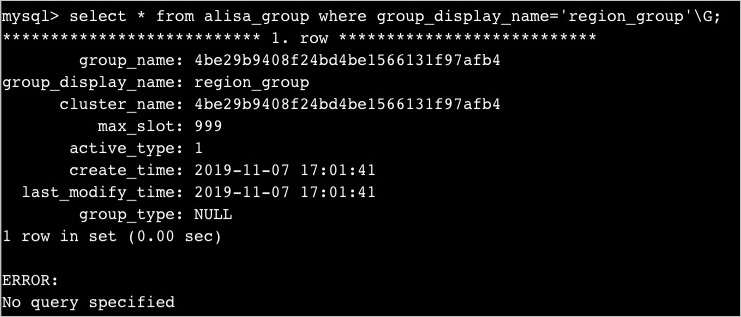 mysql> select * from alisa_group where group_display_name='region_group'\G;
*************************** 1. row ***************************
group_name: 4be29b9408f24bd4be1566131f97afb4
group_display_name: region_group
cluster_name: 4be29b9408f24bd4be1566131f97afb4
max_slot: 999
active_type: 1
create_time: 2019-11-07 17:01:41
last_modify_time: 2019-11-07 17:01:41
group_type: NULL
1 row in set (0.00 sec)
ERROR:
No query specified